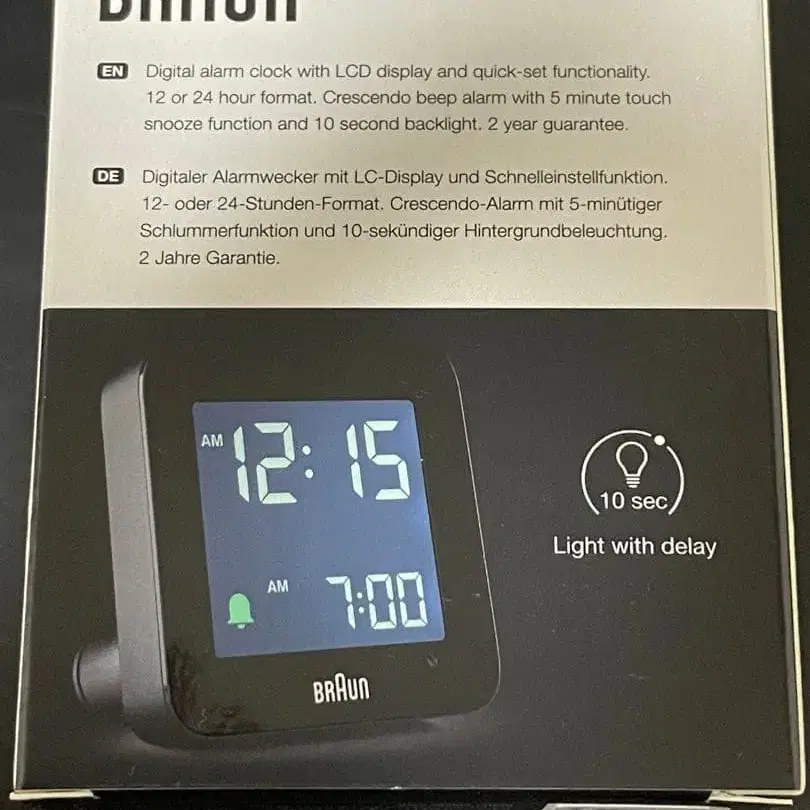 BRAUN
EN Digital alarm clock with LCD display and quick-set functionality.
12 or 24 hour format. Crescendo beep alarm with 5 minute touch
snooze function and 10 second backlight. 2 year guarantee.
DE Digitaler Alarmwecker mit LC-Display und Schnelleinstellfunktion.
12- oder 24-Stunden-Format. Crescendo-Alarm mit 5-minütiger
Schlummerfunktion und 10-sekündiger Hintergrundbeleuchtung.
2 Jahre Garantie.
AM 12:15
AM 7:00
BRAUN
10 sec
Light with delay